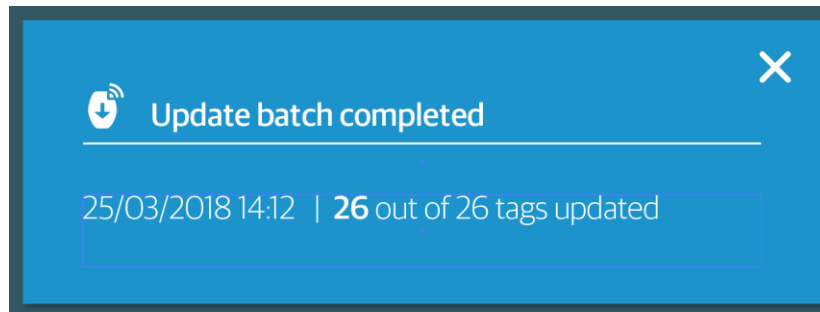 Update batch completed
25/03/2018 14:12 | 26 out of 26 tags updated